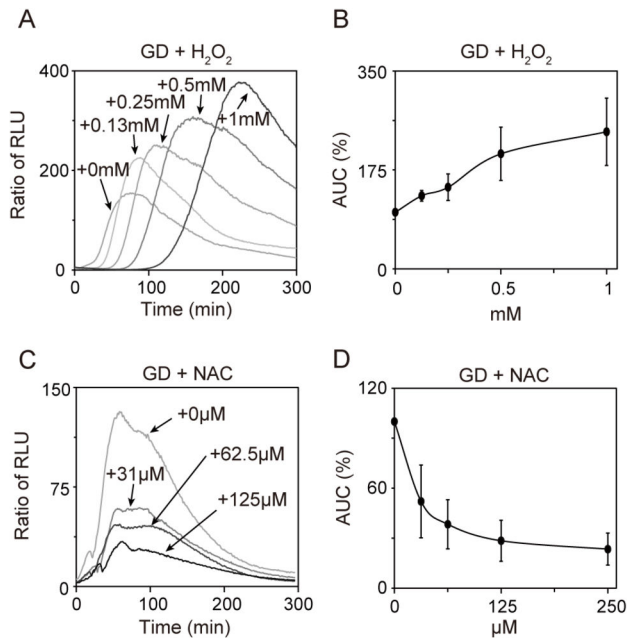 A
GD + H₂O₂
Ratio of RLU
400
200
0
+0mM
+0.13mM
+0.25mM
+0.5mM
+1mM
0 100 200 300
Time (min)
B
GD + H₂O₂
AUC (%)
350
175
0
0 0.5 1
mM
C
GD + NAC
Ratio of RLU
150
75
0
+0μM
+62.5μM
+31μM
+125μM
0 100 200 300
Time (min)
D
GD + NAC
AUC (%)
120
60
0
0 125 250
μM